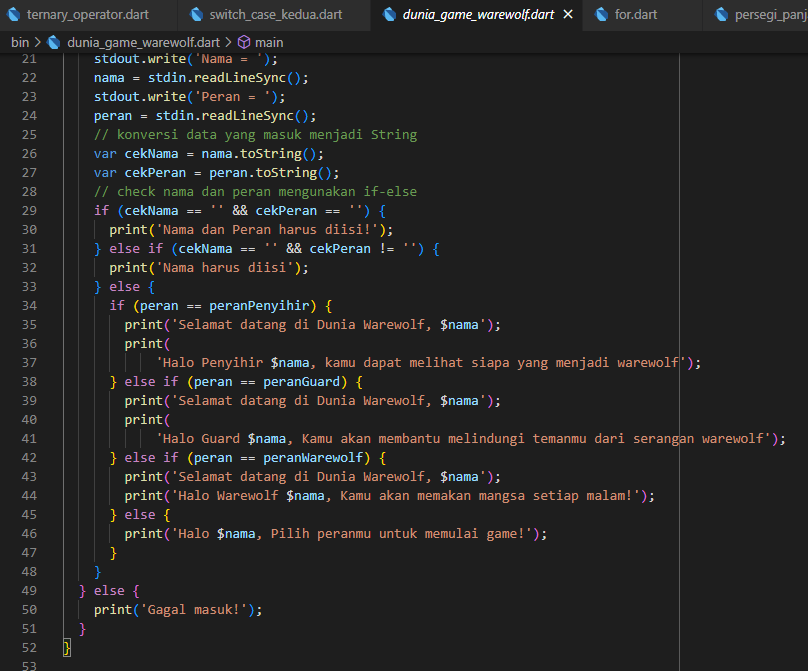 ternary_operator.dart switch_case_kedua.dart dunia_game_warewolf.dart × for.dart persegi_panj
bin > dunia_game_warewolf.dart > main
21 stdout.write('Nama = ');
22 nama = stdin.readLineSync();
23 stdout.write('Peran = ');
24 peran = stdin.readLineSync();
25 // konversi data yang masuk menjadi String
26 var cekNama = nama.toString();
27 var cekPeran = peran.toString();
28 // check nama dan peran mengunakan if-else
29 if (cekNama == '' && cekPeran == '') {
30 print('Nama dan Peran harus diisi!');
31 } else if (cekNama == '' && cekPeran != '') {
32 print('Nama harus diisi');
33 } else {
34 if (peran == peranPenyihir) {
35 print('Selamat datang di Dunia Warewolf, $nama');
36 print(
37 'Halo Penyihir $nama, kamu dapat melihat siapa yang menjadi warewolf');
38 } else if (peran == peranGuard) {
39 print('Selamat datang di Dunia Warewolf, $nama');
40 print(
41 'Halo Guard $nama, Kamu akan membantu melindungi temanmu dari serangan warewolf');
42 } else if (peran == peranWarewolf) {
43 print('Selamat datang di Dunia Warewolf, $nama');
44 print('Halo Warewolf $nama, Kamu akan memakan mangsa setiap malam!');
45 } else {
46 print('Halo $nama, Pilih peranmu untuk memulai game!');
47 }
48 }
49 } else {
50 print('Gagal masuk!');
51 }
52 }
53